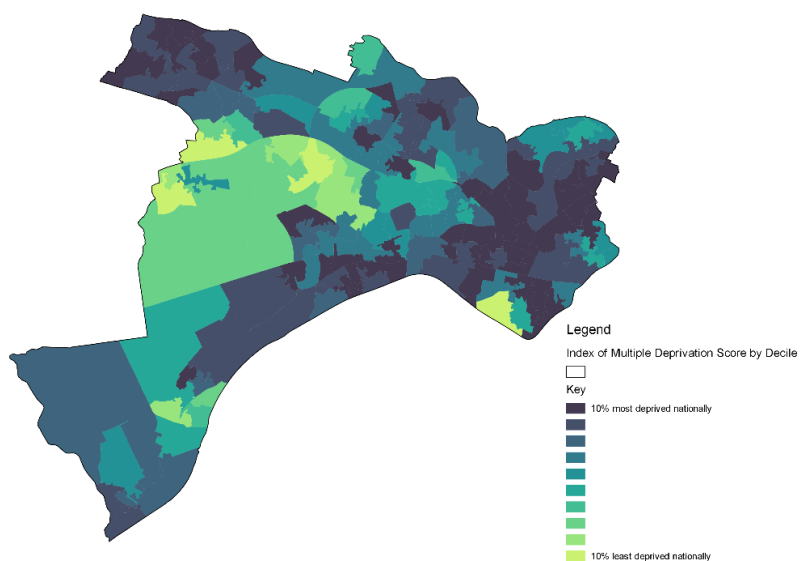 Legend
Index of Multiple Deprivation Score by Decile
Key
10% most deprived nationally
10% least deprived nationally